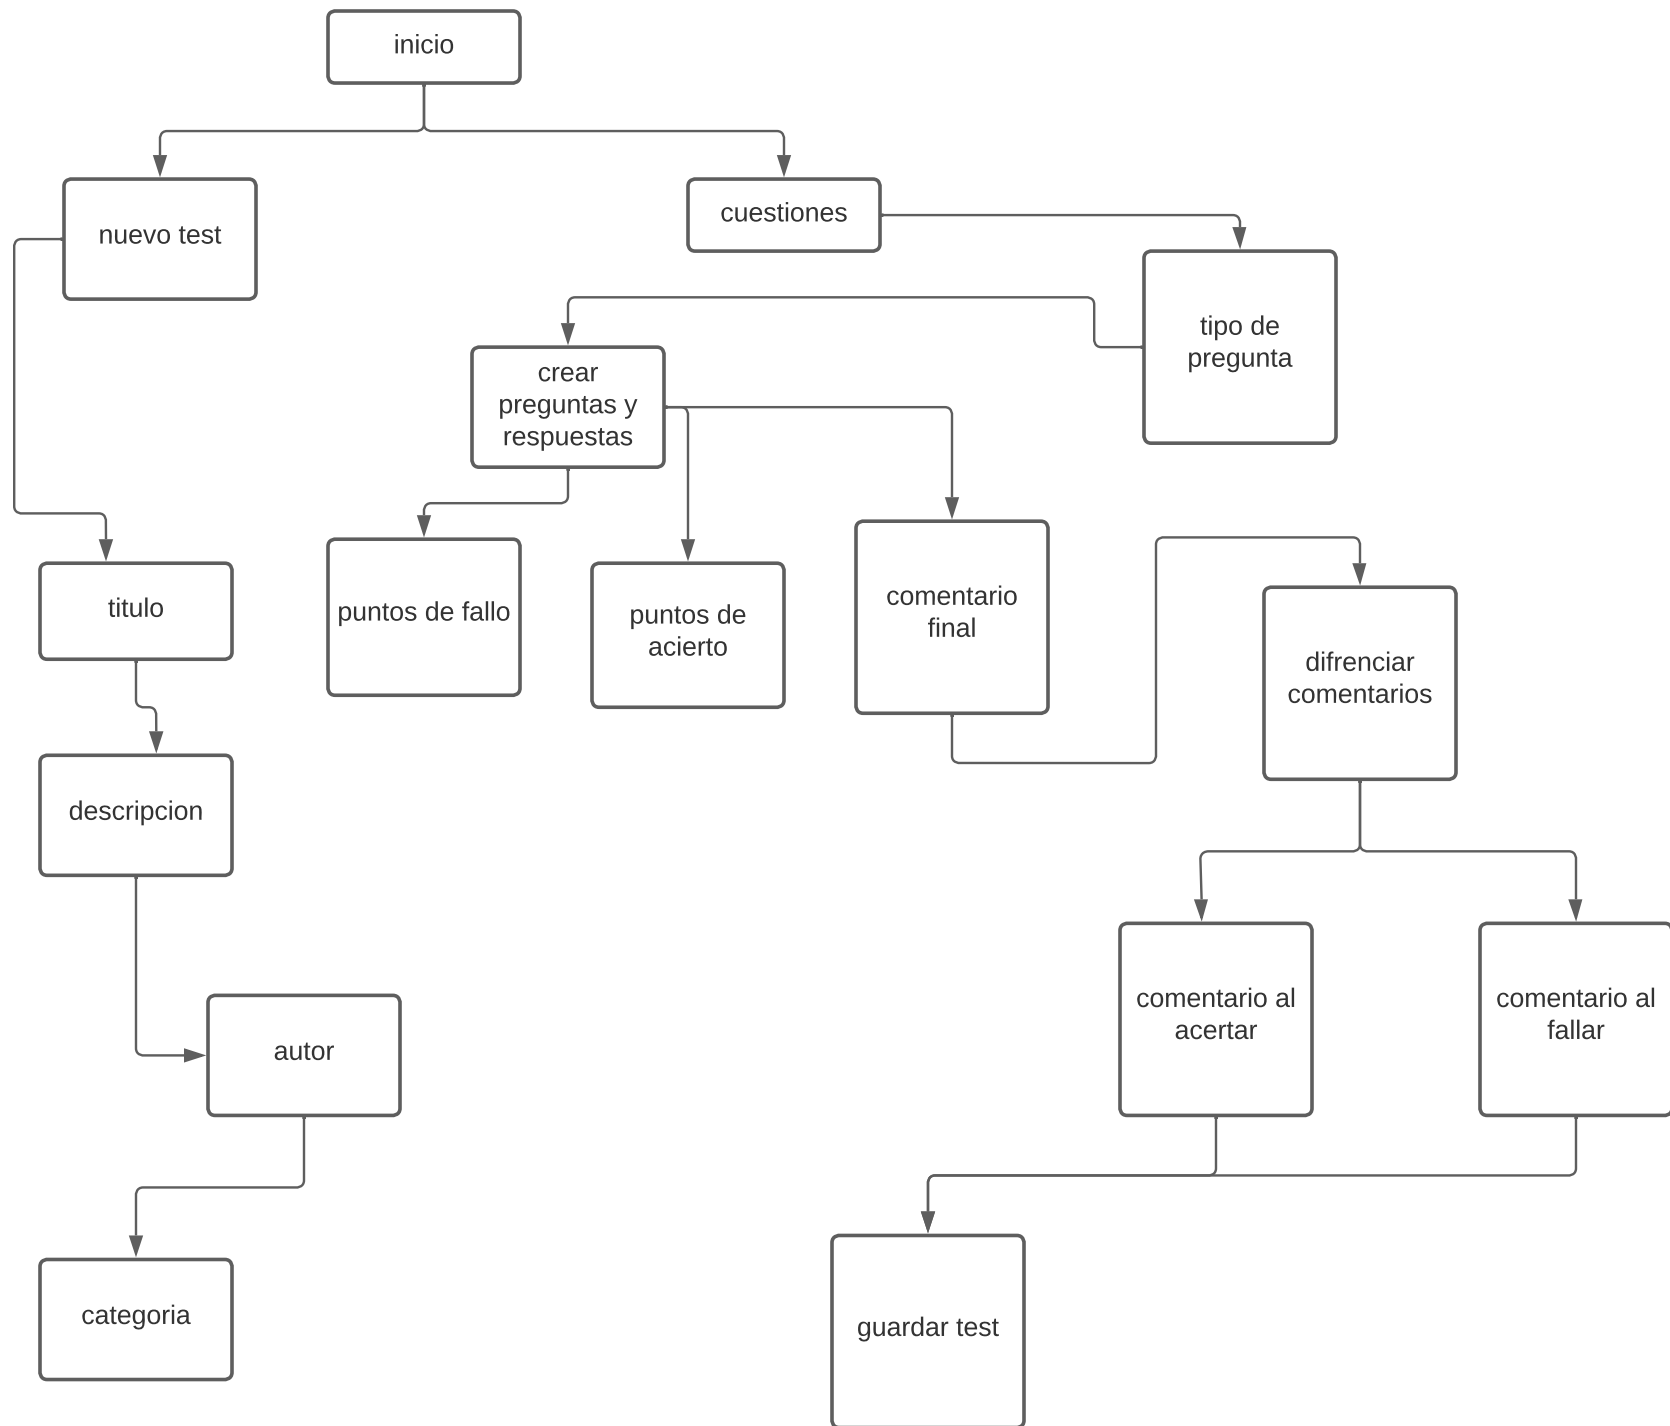 inicio
nuevo test
cuestiones
tipo de
pregunta
crear
preguntas y
respuestas
titulo
puntos de fallo
puntos de
acierto
comentario
final
difrenciar
comentarios
descripcion
autor
comentario al
acertar
comentario al
fallar
categoria
guardar test